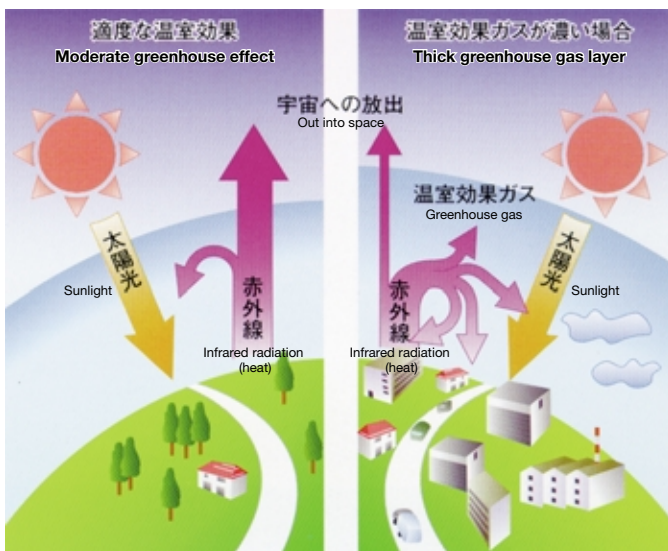 適度な温室効果
Moderate greenhouse effect
温室効果ガスが濃い場合
Thick greenhouse gas layer
宇宙への放出
Out into space
太陽光
Sunlight
赤外線
Infrared radiation
(heat)
温室効果ガス
Greenhouse gas
赤外線
Infrared radiation
(heat)
太陽光
Sunlight